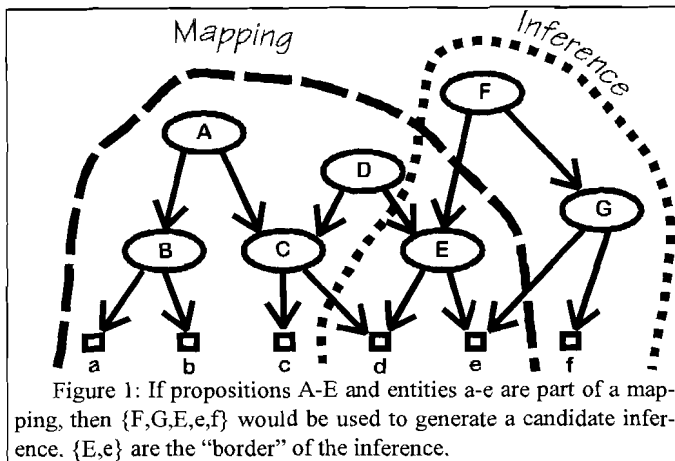 Mapping
Inference
F
A
D
G
B
C
E
a
b
c
d
e
f
Figure 1: If propositions A-E and entities a-e are part of a map-
ping, then {F,G,E,e,f} would be used to generate a candidate infer-
ence. {E,e} are the “border” of the inference.